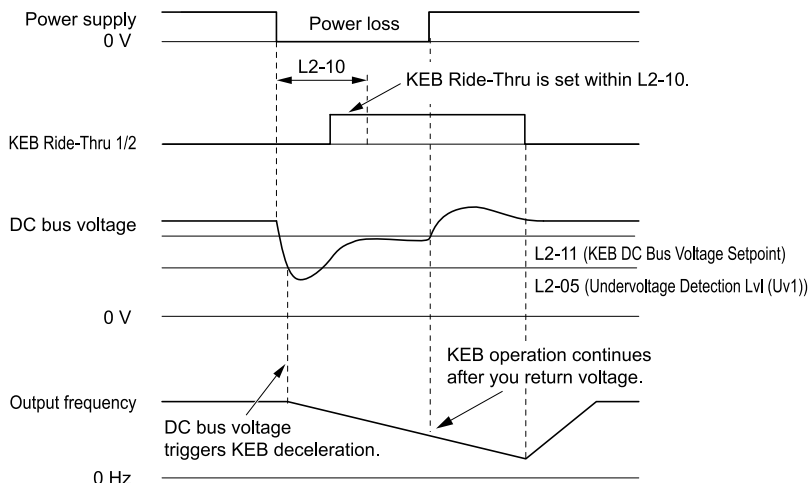 Power supply
0 V
Power loss
L2-10
KEB Ride-Thru is set within L2-10.
KEB Ride-Thru 1/2
DC bus voltage
L2-11 (KEB DC Bus Voltage Setpoint)
L2-05 (Undervoltage Detection Lvl (Uv1))
0 V
KEB operation continues
after you return voltage.
Output frequency
DC bus voltage
triggers KEB deceleration.
0 Hz